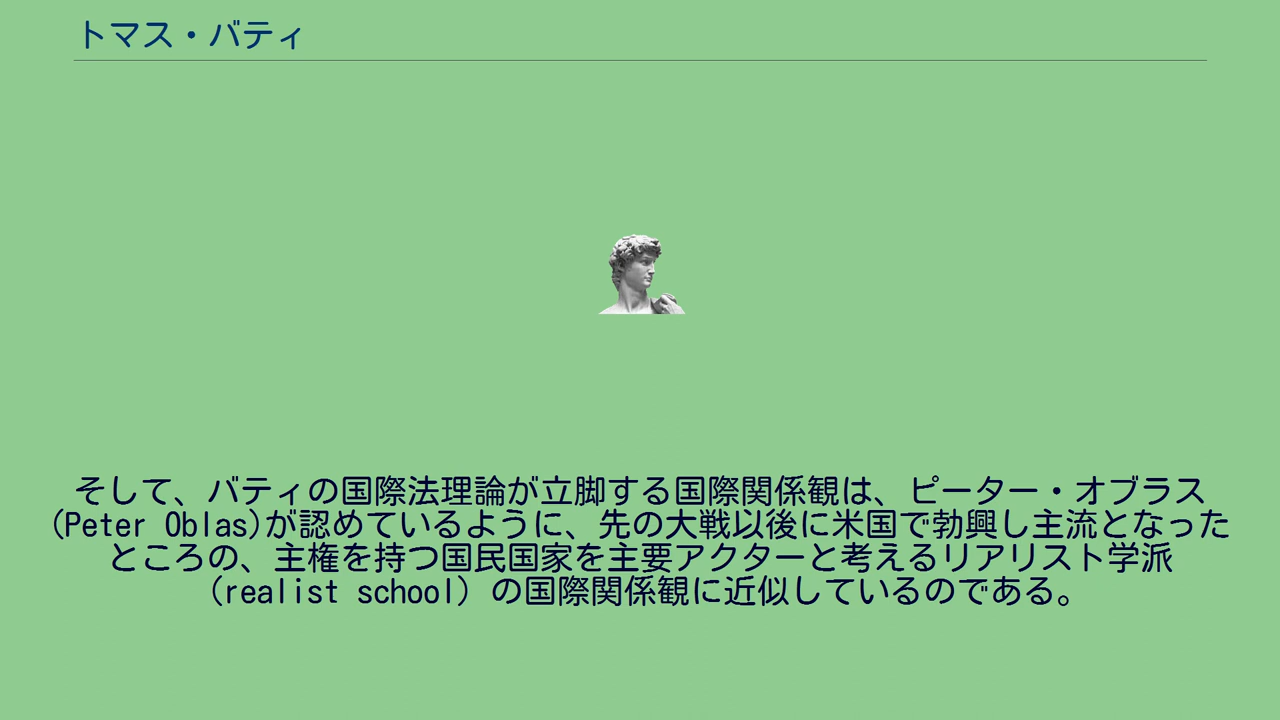 トマス・バティ
そして、バティの国際法理論が立脚する国際関係観は、ピーター・オブラス
(Peter Oblas)が認めているように、先の大戦以後に米国で勃興し主流となった
ところの、主権を持つ国民国家を主要アクターと考えるリアリスト学派
(realist school) の国際関係観に近似しているのである。